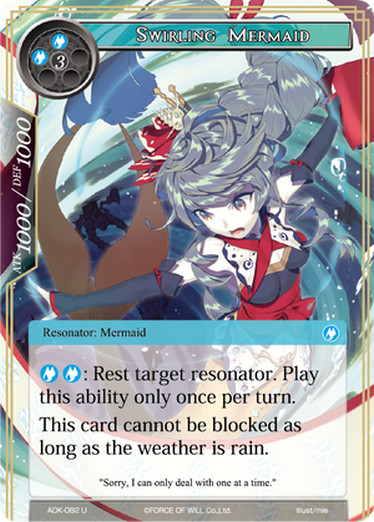 Swirling Mermaid
3
ATK 1000 / DEF 1000
Resonator: Mermaid
: Rest target resonator. Play
this ability only once per turn.
This card cannot be blocked as
long as the weather is rain.
"Sorry, I can only deal with one at a time."
ADK-082 U ©FORCE OF WILL Co.,Ltd. Illust/mie